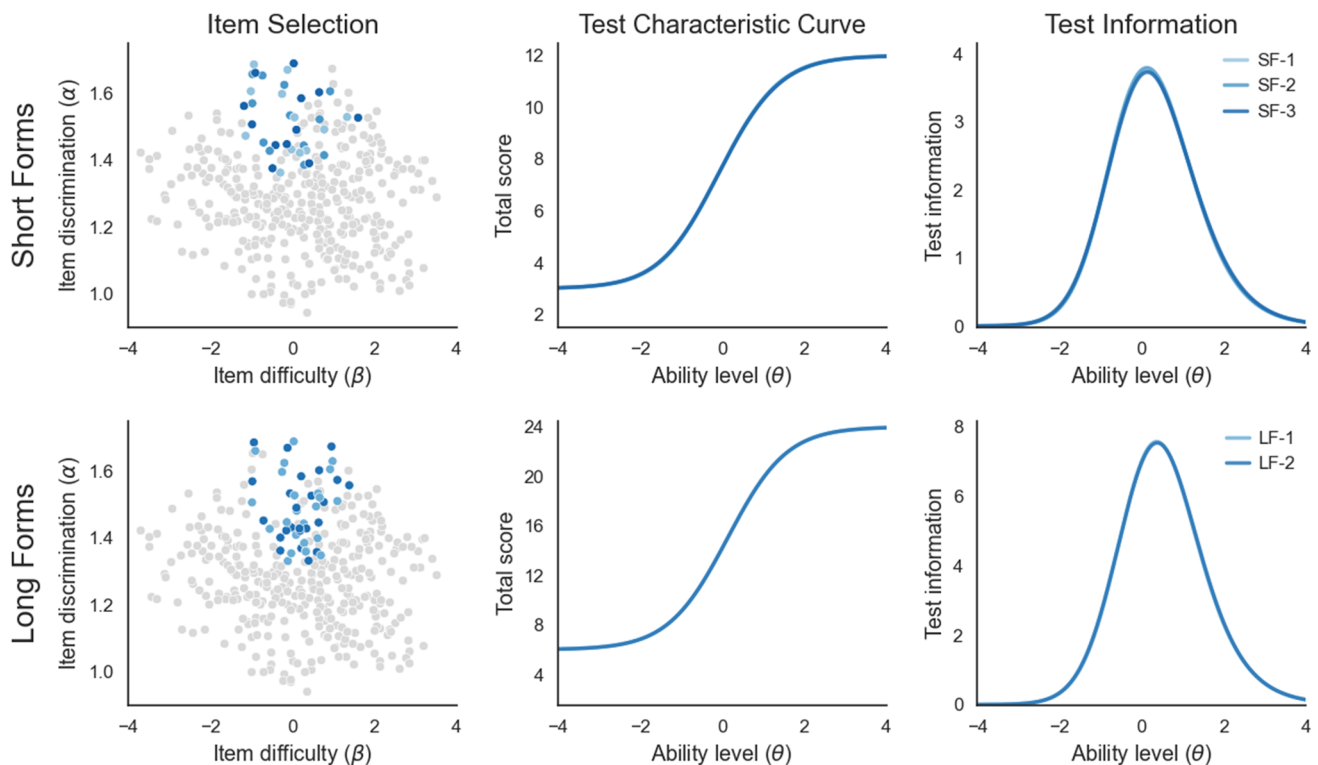 Item Selection
Test Characteristic Curve
Test Information
Short Forms
Item discrimination (α)
1.6
1.4
1.2
1.0
−4
−2
0
2
4
Item difficulty (β)
Total score
12
10
8
6
4
2
−4
−2
0
2
4
Ability level (θ)
Test information
4
3
2
1
0
SF-1
SF-2
SF-3
−4
−2
0
2
4
Ability level (θ)
Long Forms
Item discrimination (α)
1.6
1.4
1.2
1.0
−4
−2
0
2
4
Item difficulty (β)
Total score
24
20
16
12
8
4
−4
−2
0
2
4
Ability level (θ)
Test information
8
6
4
2
0
LF-1
LF-2
−4
−2
0
2
4
Ability level (θ)